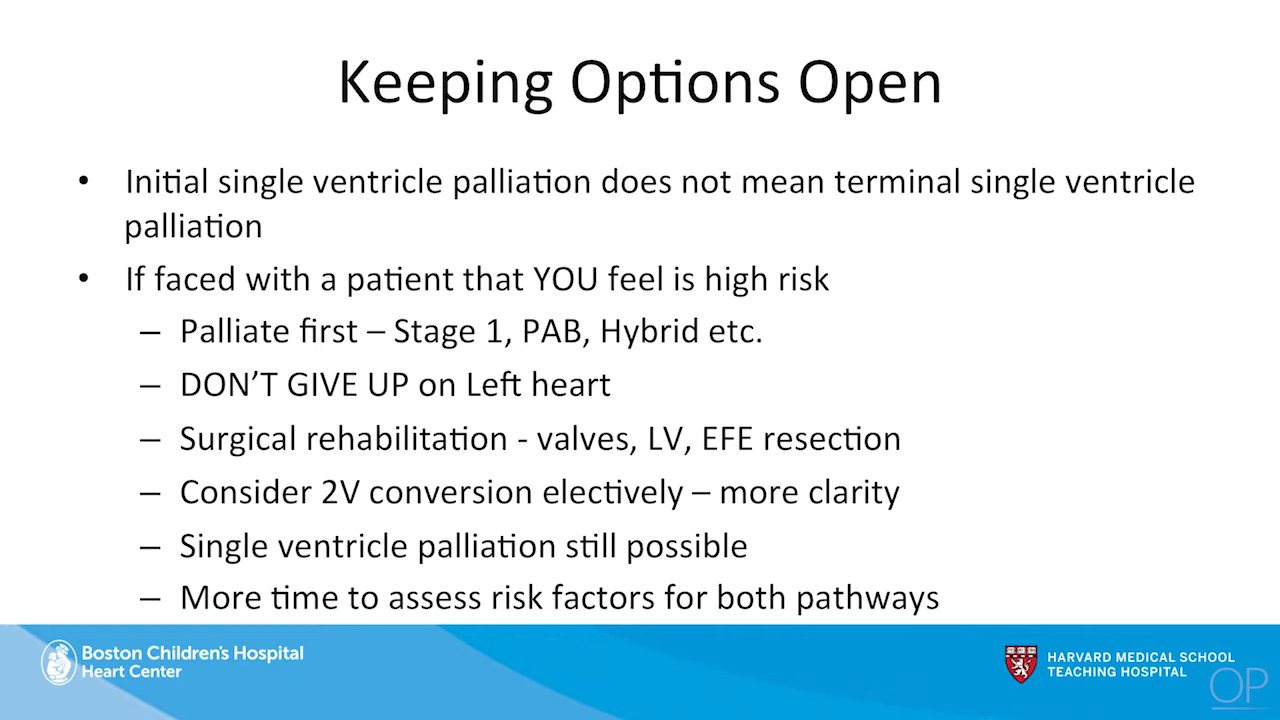 Keeping Options Open
• Initial single ventricle palliation does not mean terminal single ventricle
palliation
• If faced with a patient that YOU feel is high risk
– Palliate first – Stage 1, PAB, Hybrid etc.
– DON'T GIVE UP on Left heart
– Surgical rehabilitation - valves, LV, EFE resection
– Consider 2V conversion electively – more clarity
– Single ventricle palliation still possible
– More time to assess risk factors for both pathways
Boston Children's Hospital
Heart Center
HARVARD MEDICAL SCHOOL
TEACHING HOSPITAL
OP